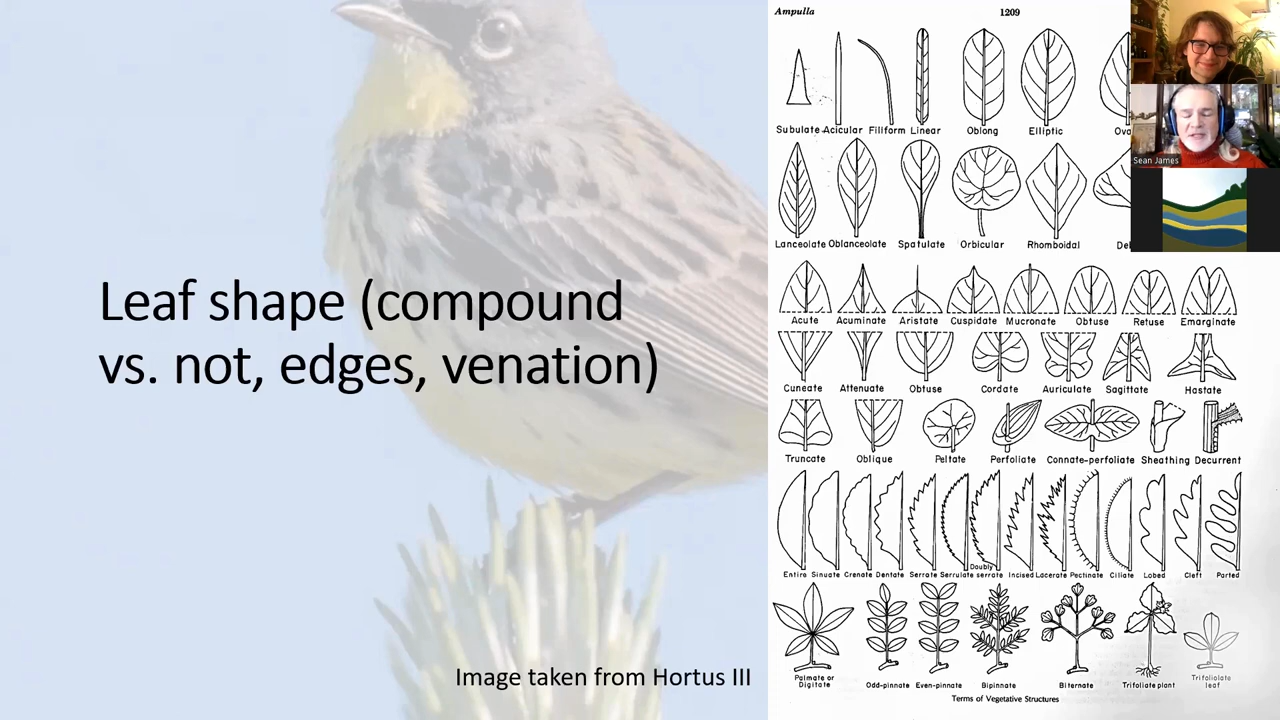 Leaf shape (compound
vs. not, edges, venation)
Image taken from Hortus III
Ampulla 1209
Subulate Acicular Filiform Linear Oblong Elliptic
Lanceolate Oblanceolate Spatulate Orbicular Rhomboidal
Sean James
Acute Acuminate Aristate Cuspidate Mucronate Obtuse Retuse Emarginate
Cuneate Attenuate Obtuse Cordate Auriculate Sagittate Hastate
Truncate Oblique Peltate Perfoliate Connate-perfoliate Sheathing Decurrent
Entire Sinuate Crenate Dentate Serrate Serrulate Doubly serrate Incised Lacerate Pectinate Ciliate Lobed Cleft Parted
Palmate or
Digitate
Odd-pinnate Even-pinnate Bipinnate Biternate Trifoliate plant
Trifoliolate
leaf
Terms of Vegetative Structures